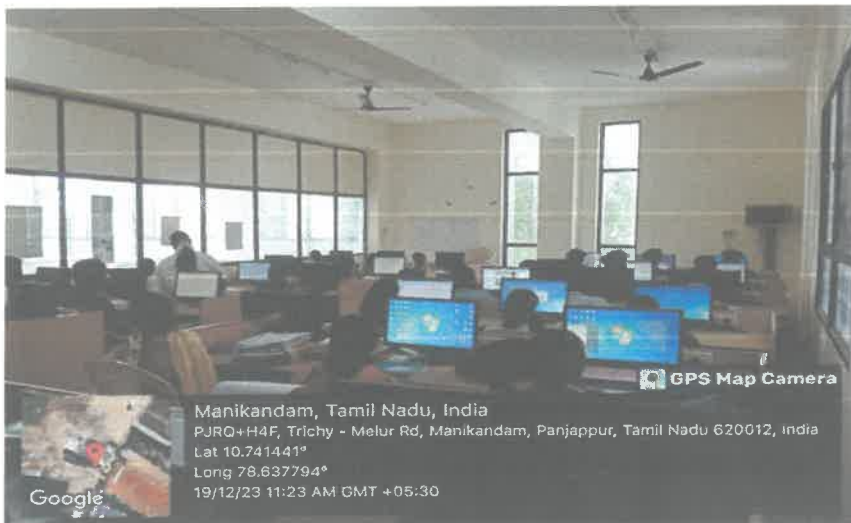 GPS Map Camera
Manikandam, Tamil Nadu, India
PJRQ+H4F, Trichy - Melur Rd, Manikandam, Panjappur, Tamil Nadu 620012, India
Lat 10.741441°
Long 78.637794°
19/12/23 11:23 AM GMT +05:30
Google